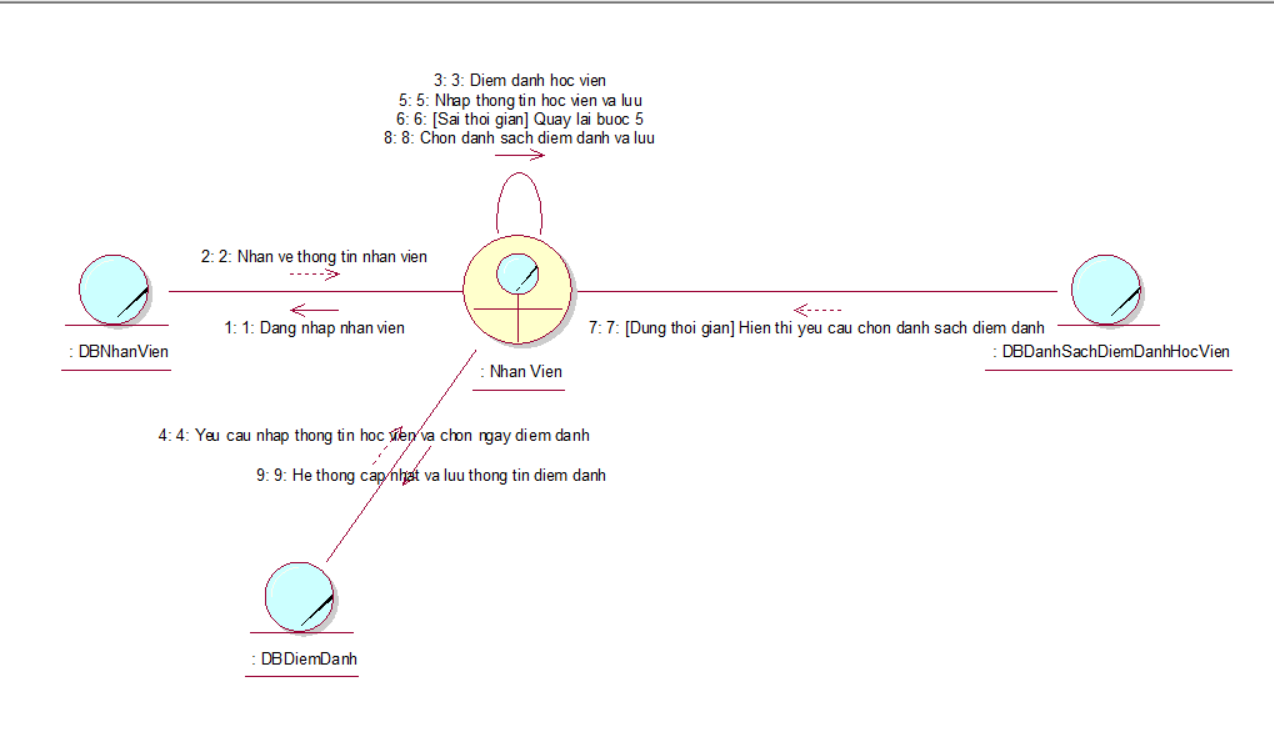 3: 3: Diem danh hoc vien
5: 5: Nhap thong tin hoc vien va luu
6: 6: [Sai thoi gian] Quay lai buoc 5
8: 8: Chon danh sach diem danh va luu
2: 2: Nhan ve thong tin nhan vien
1: 1: Dang nhap nhan vien
7: 7: [Dung thoi gian] Hien thi yeu cau chon danh sach diem danh
: DBNhanVien
: Nhan Vien
: DBDanhSachDiemDanhHocVien
4: 4: Yeu cau nhap thong tin hoc vien va chon ngay diem danh
9: 9: He thong cap nhat va luu thong tin diem danh
: DBDiemDanh